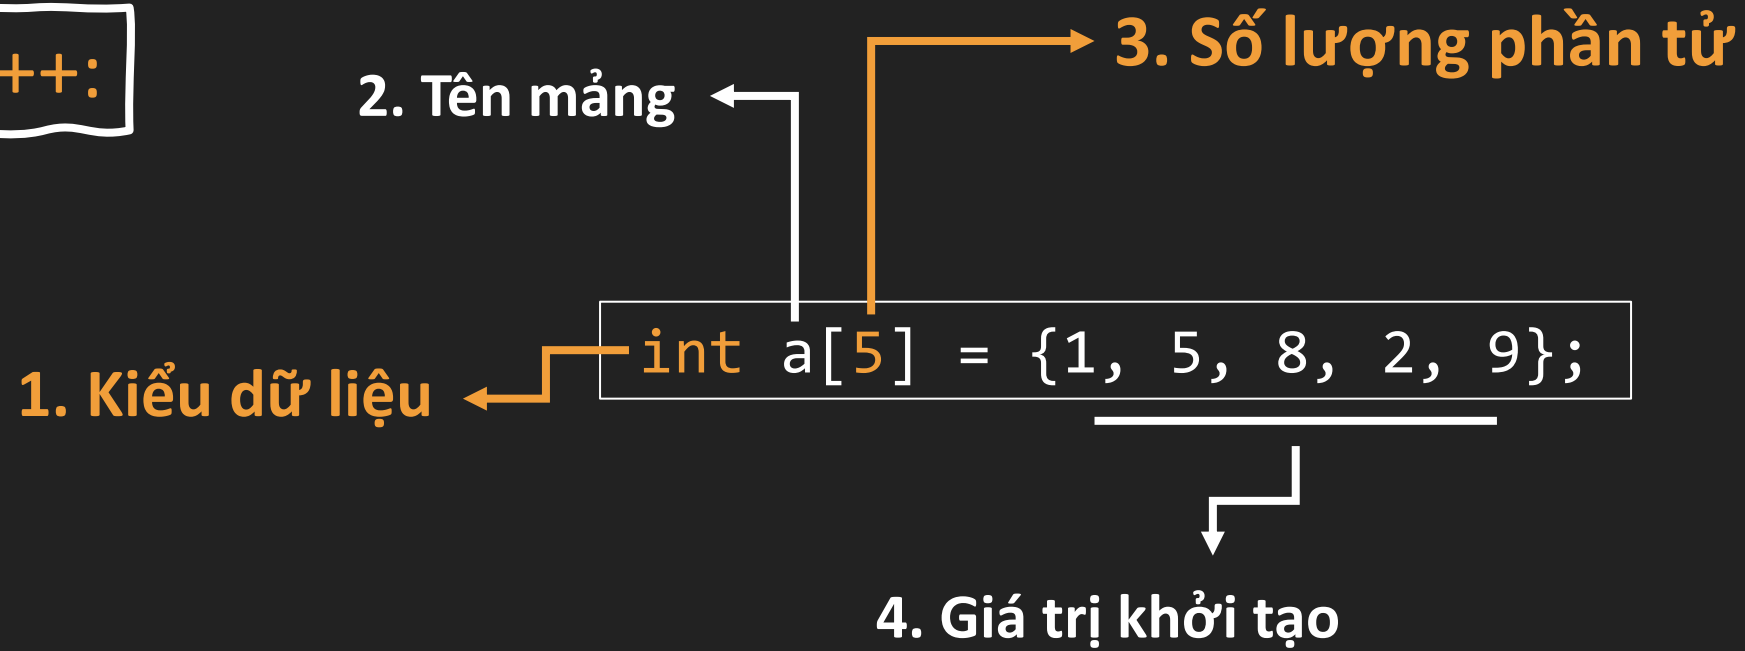 ++:
3. Số lượng phần tử
2. Tên mảng
int a[5] = {1, 5, 8, 2, 9};
1. Kiểu dữ liệu
4. Giá trị khởi tạo